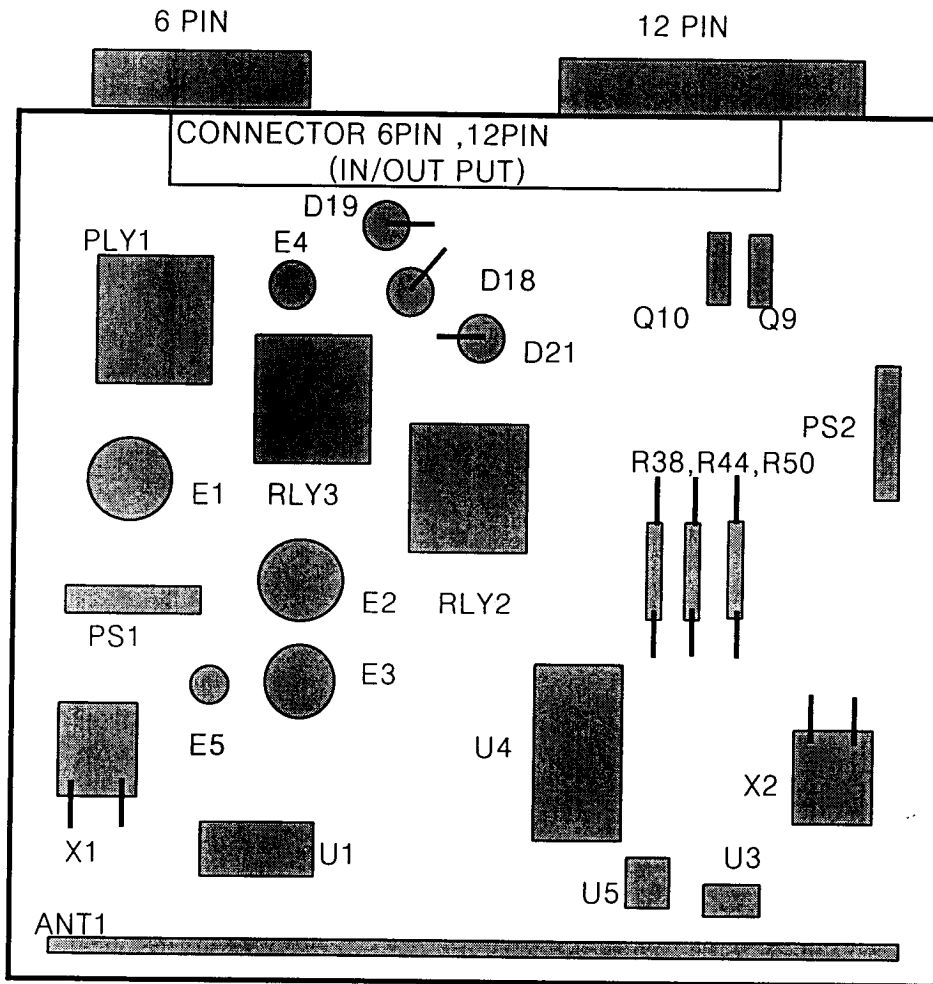 6 PIN
12 PIN
CONNECTOR 6PIN ,12PIN
(IN/OUT PUT)
D19
PLY1
E4
D18
Q10
Q9
D21
PS2
R38,R44,R50
E1
RLY3
E2
RLY2
PS1
E3
E5
U4
X2
X1
U1
U3
U5
ANT1